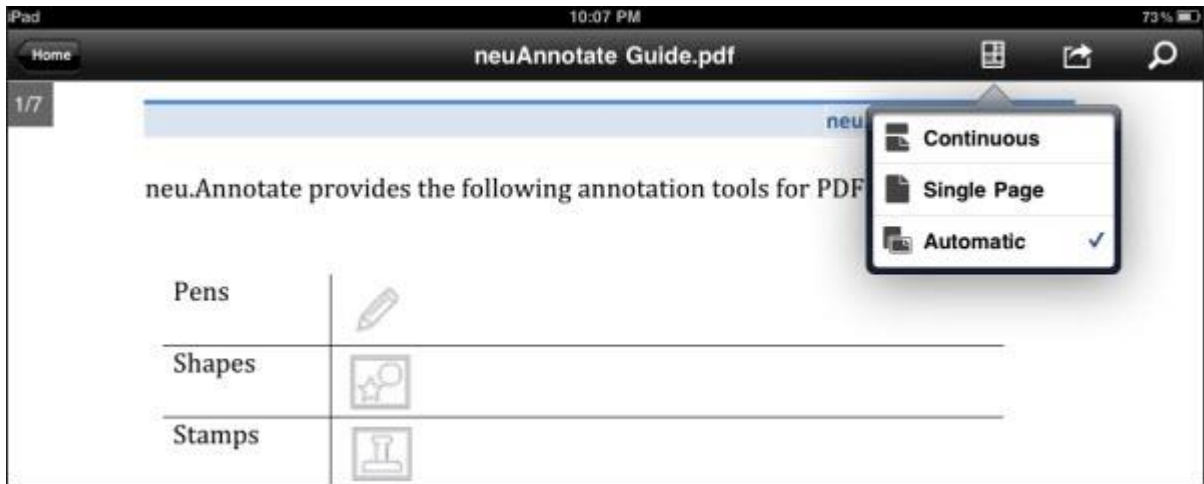 iPad 10:07 PM 73%
Home neuAnnotate Guide.pdf
1/7
neu.
Continuous
neu.Annotate provides the following annotation tools for PDF
Single Page
Automatic
Pens
Shapes
Stamps